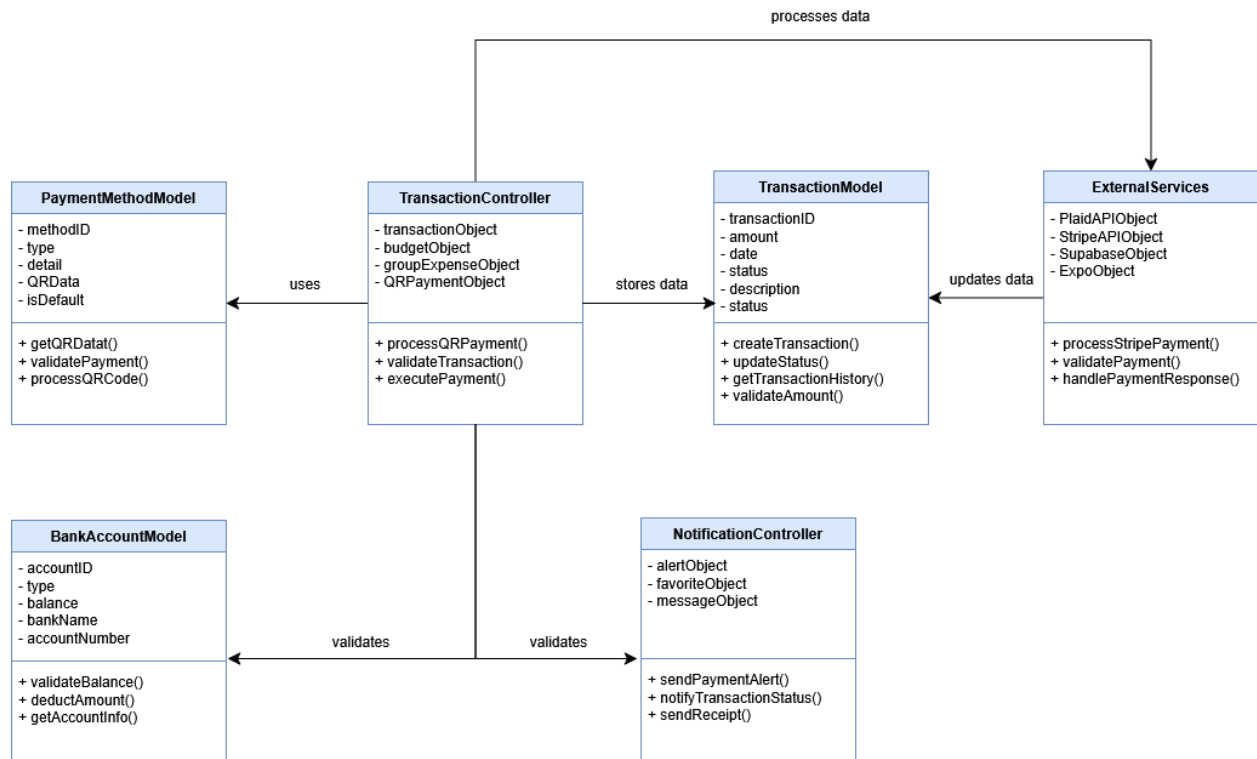 processes data
PaymentMethodModel
- methodID
- type
- detail
- QRData
- isDefault
+ getQRDatat()
+ validatePayment()
+ processQRCode()
uses
TransactionController
- transactionObject
- budgetObject
- groupExpenseObject
- QRPaymentObject
+ processQRPayment()
+ validateTransaction()
+ executePayment()
stores data
TransactionModel
- transactionID
- amount
- date
- status
- description
- status
+ createTransaction()
+ updateStatus()
+ getTransactionHistory()
+ validateAmount()
updates data
ExternalServices
- PlaidAPIObject
- StripeAPIObject
- SupabaseObject
- ExpoObject
+ processStripePayment()
+ validatePayment()
+ handlePaymentResponse()
BankAccountModel
- accountID
- type
- balance
- bankName
- accountNumber
+ validateBalance()
+ deductAmount()
+ getAccountInfo()
validates
validates
NotificationController
- alertObject
- favoriteObject
- messageObject
+ sendPaymentAlert()
+ notifyTransactionStatus()
+ sendReceipt()